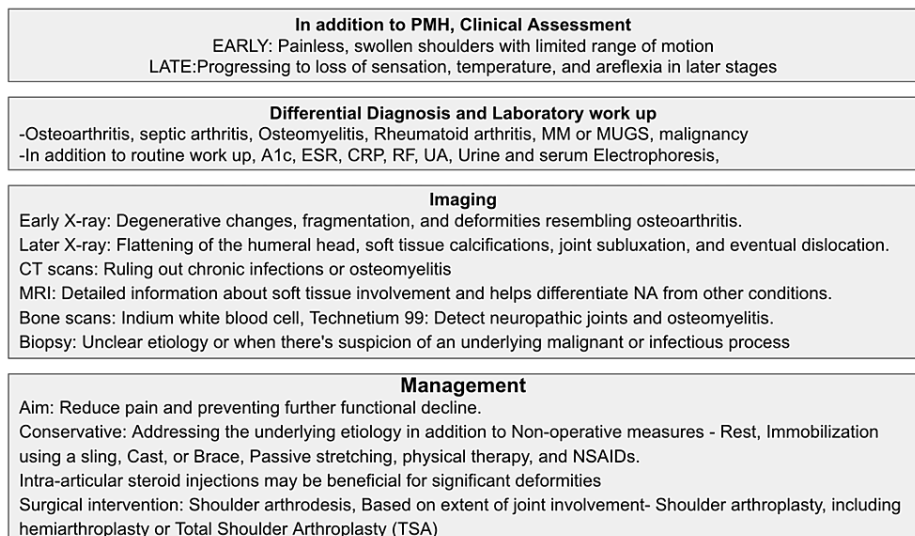 In addition to PMH, Clinical Assessment
EARLY: Painless, swollen shoulders with limited range of motion
LATE:Progressing to loss of sensation, temperature, and areflexia in later stages
Differential Diagnosis and Laboratory work up
-Osteoarthritis, septic arthritis, Osteomyelitis, Rheumatoid arthritis, MM or MUGS, malignancy
-In addition to routine work up, A1c, ESR, CRP, RF, UA, Urine and serum Electrophoresis,
Imaging
Early X-ray: Degenerative changes, fragmentation, and deformities resembling osteoarthritis.
Later X-ray: Flattening of the humeral head, soft tissue calcifications, joint subluxation, and eventual dislocation.
CT scans: Ruling out chronic infections or osteomyelitis
MRI: Detailed information about soft tissue involvement and helps differentiate NA from other conditions.
Bone scans: Indium white blood cell, Technetium 99: Detect neuropathic joints and osteomyelitis.
Biopsy: Unclear etiology or when there's suspicion of an underlying malignant or infectious process
Management
Aim: Reduce pain and preventing further functional decline.
Conservative: Addressing the underlying etiology in addition to Non-operative measures - Rest, Immobilization
using a sling, Cast, or Brace, Passive stretching, physical therapy, and NSAIDs.
Intra-articular steroid injections may be beneficial for significant deformities
Surgical intervention: Shoulder arthrodesis, Based on extent of joint involvement- Shoulder arthroplasty, including
hemiarthroplasty or Total Shoulder Arthroplasty (TSA)